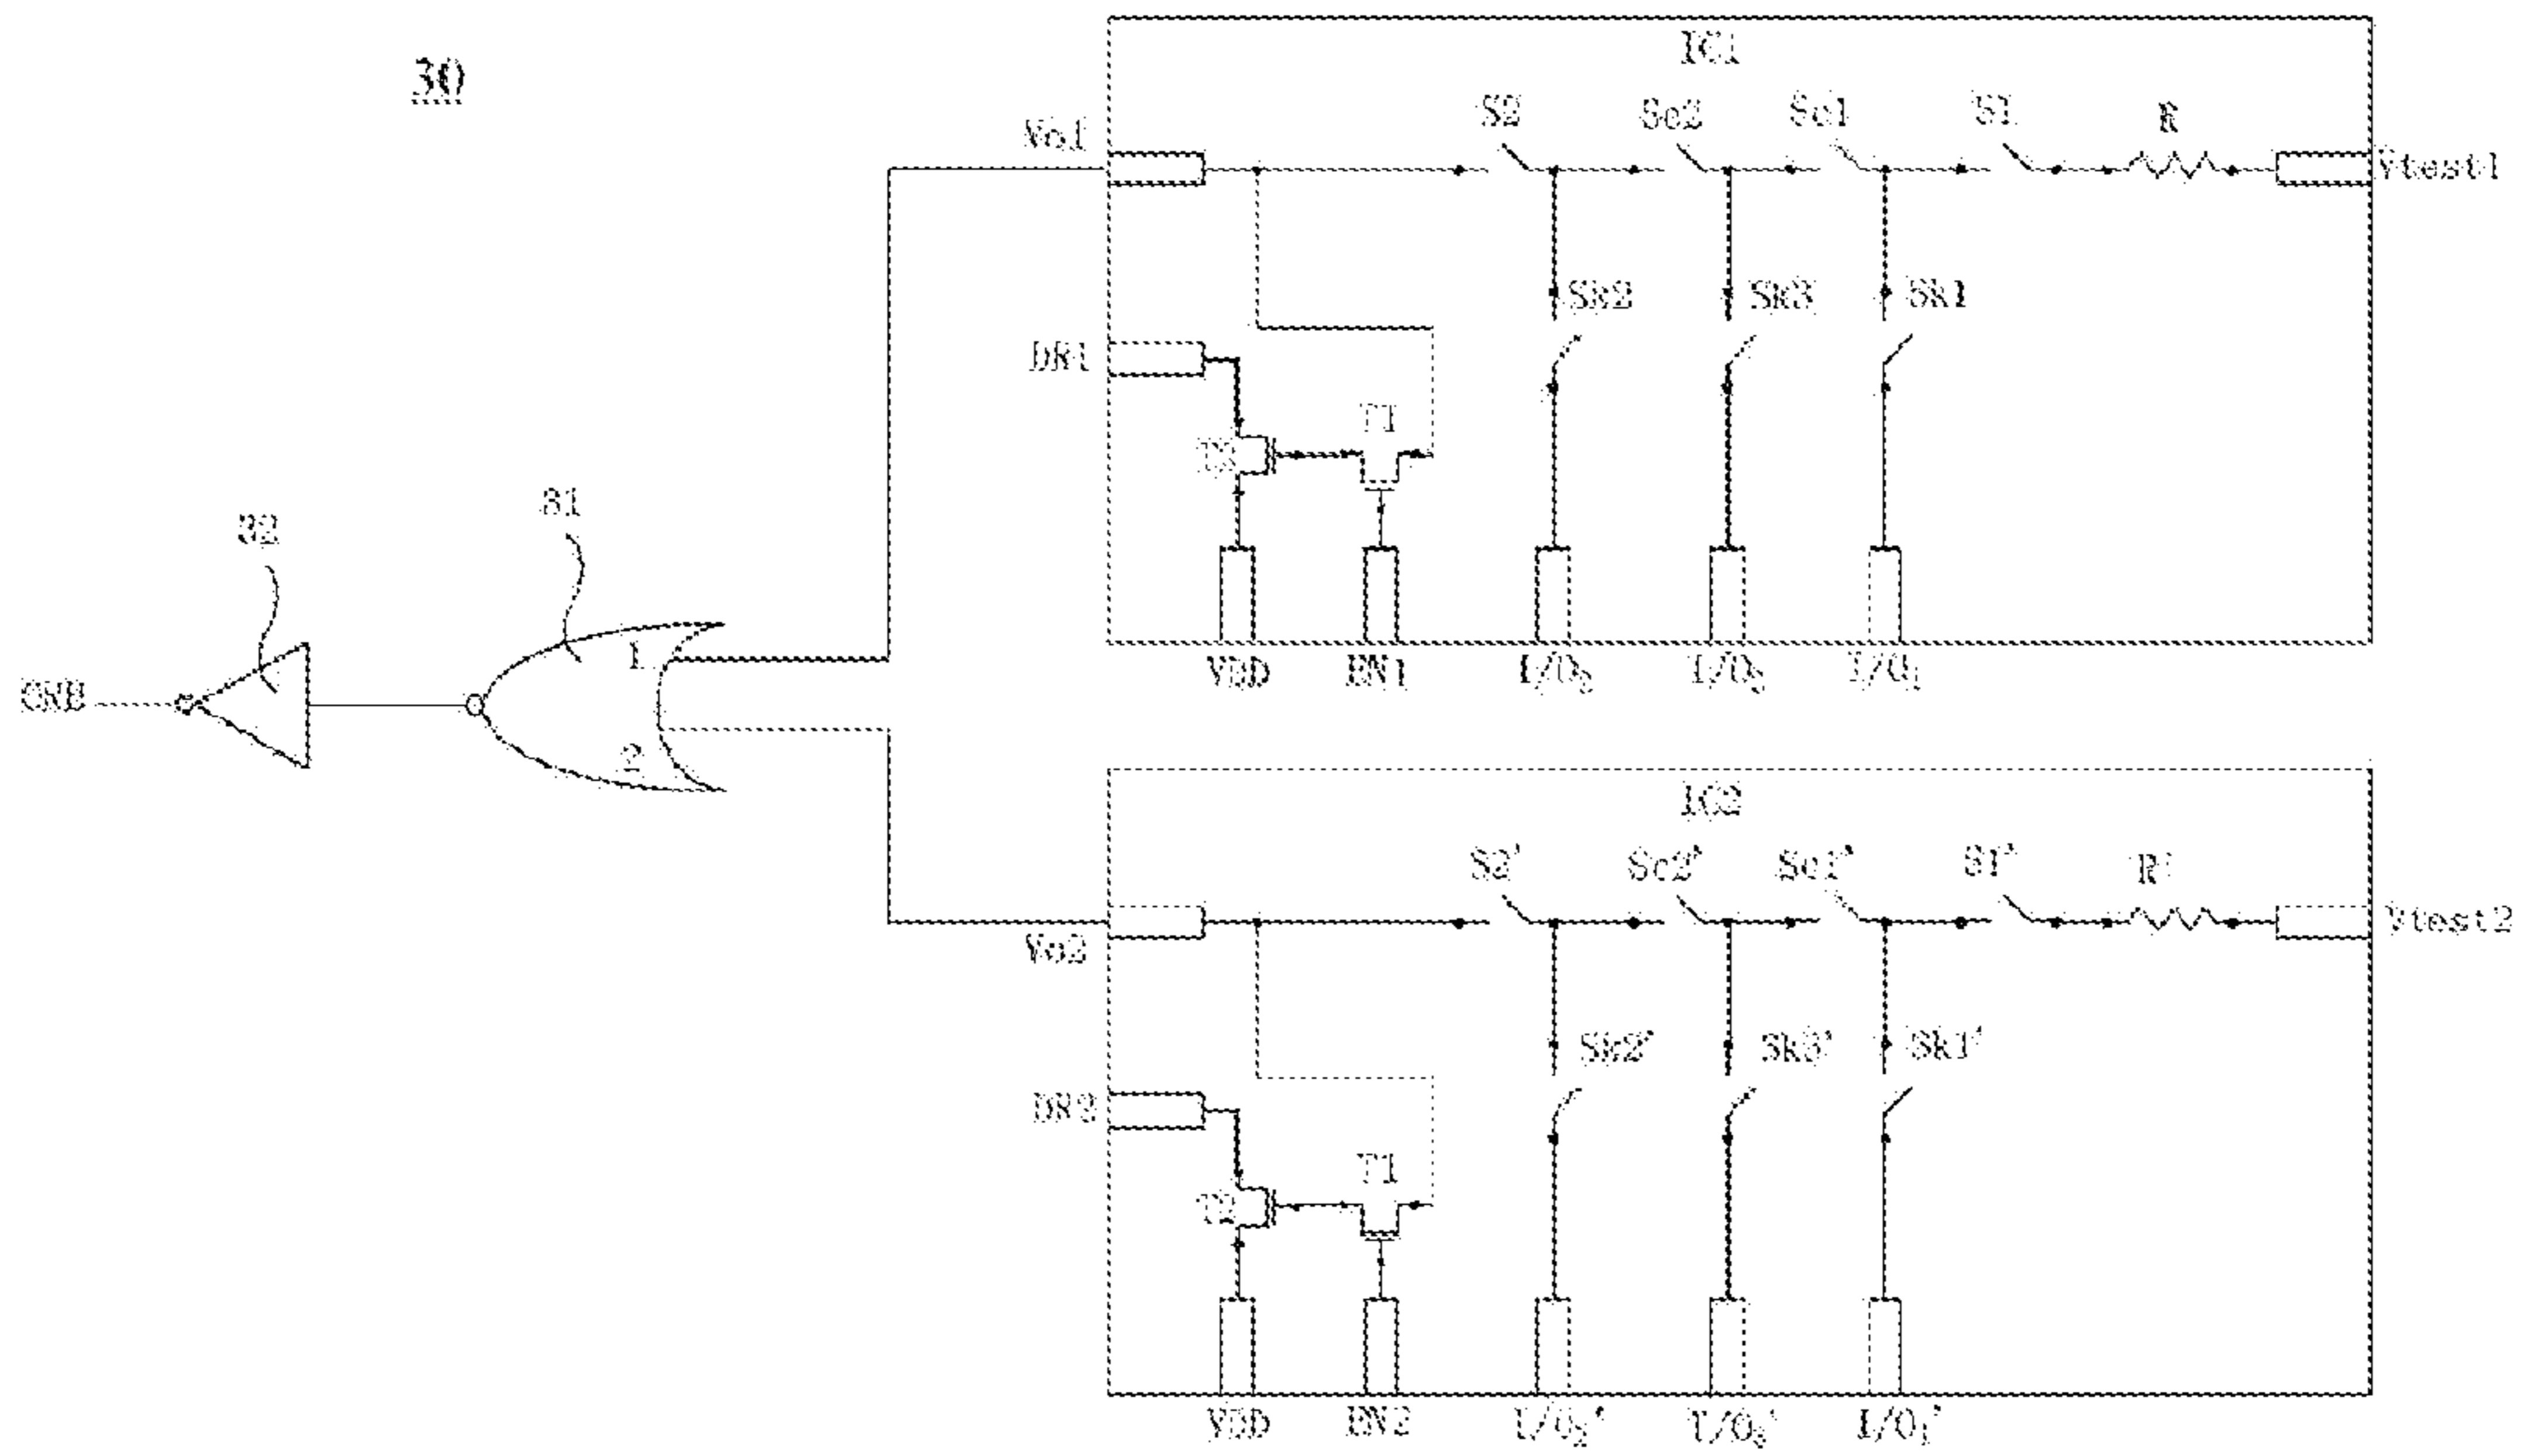 30
IC1
Vo1
S2
Sc2
Sc1
S1
R
Vtest1
Sk2
Sk3
Sk1
DR1
T1
T2
VDD
EN1
I/O₂
I/O₃
I/O₁
32
31
1
2
IC2
Vo2
S2'
Sc2'
Sc1'
S1'
R'
Vtest2
Sk2'
Sk3'
Sk1'
DR2
T1
T2
VDD
EN2
I/O₂'
I/O₃'
I/O₁'